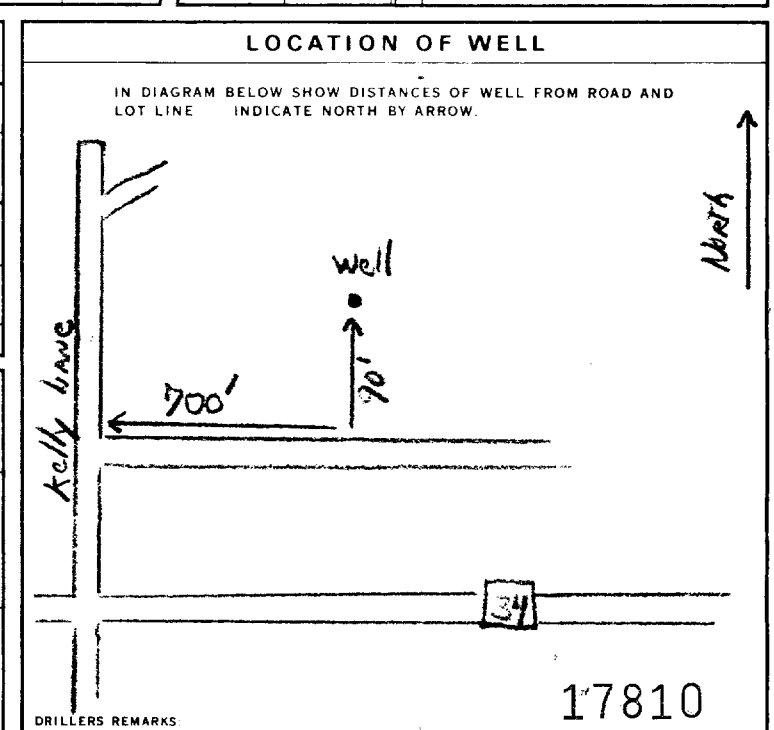 LOCATION OF WELL
IN DIAGRAM BELOW SHOW DISTANCES OF WELL FROM ROAD AND
LOT LINE INDICATE NORTH BY ARROW.
North
Well
Kelly Lane
700'
90'
34
17810
DRILLERS REMARKS